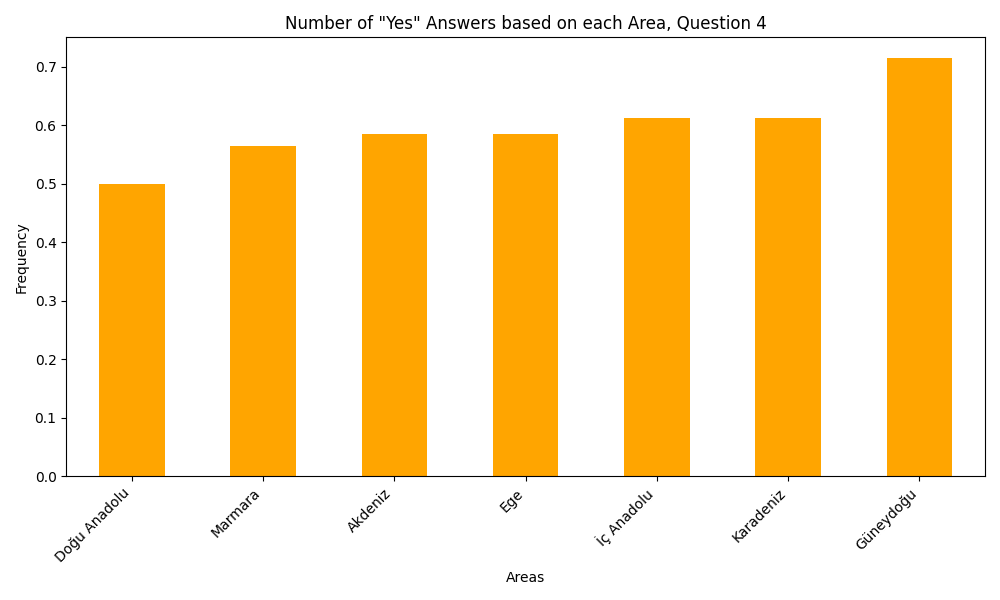 Number of "Yes" Answers based on each Area, Question 4
Frequency
0.7
0.6
0.5
0.4
0.3
0.2
0.1
0.0
Doğu Anadolu
Marmara
Akdeniz
Ege
İç Anadolu
Karadeniz
Güneydoğu
Areas